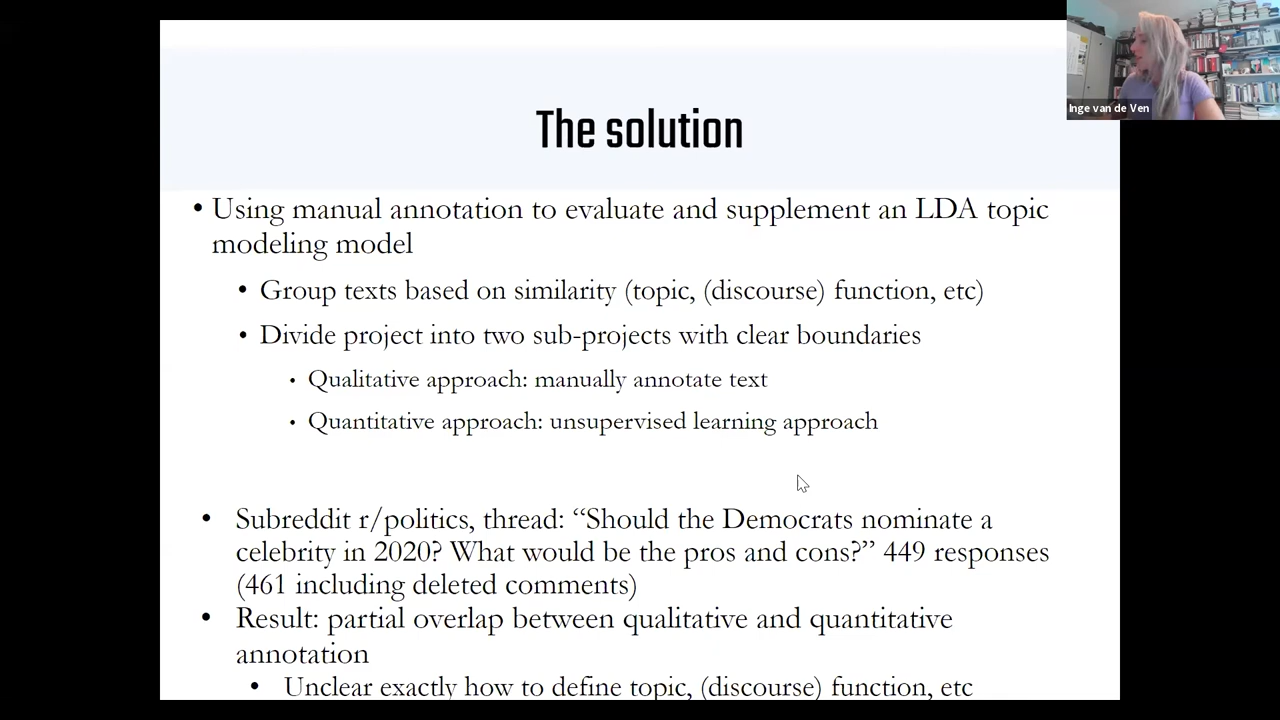 The solution
• Using manual annotation to evaluate and supplement an LDA topic
modeling model
• Group texts based on similarity (topic, (discourse) function, etc)
• Divide project into two sub-projects with clear boundaries
• Qualitative approach: manually annotate text
• Quantitative approach: unsupervised learning approach
• Subreddit r/politics, thread: “Should the Democrats nominate a
celebrity in 2020? What would be the pros and cons?” 449 responses
(461 including deleted comments)
• Result: partial overlap between qualitative and quantitative
annotation
• Unclear exactly how to define topic, (discourse) function, etc
Inge van de Ven